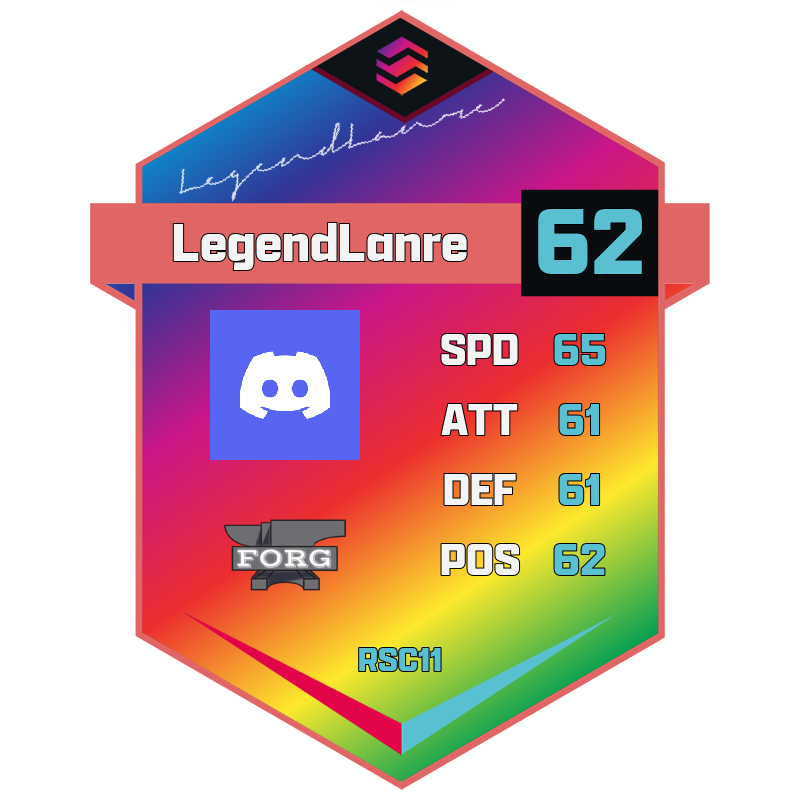 LegendLanre
LegendLanre
62
SPD 65
ATT 61
DEF 61
FORG
POS 62
RSC11